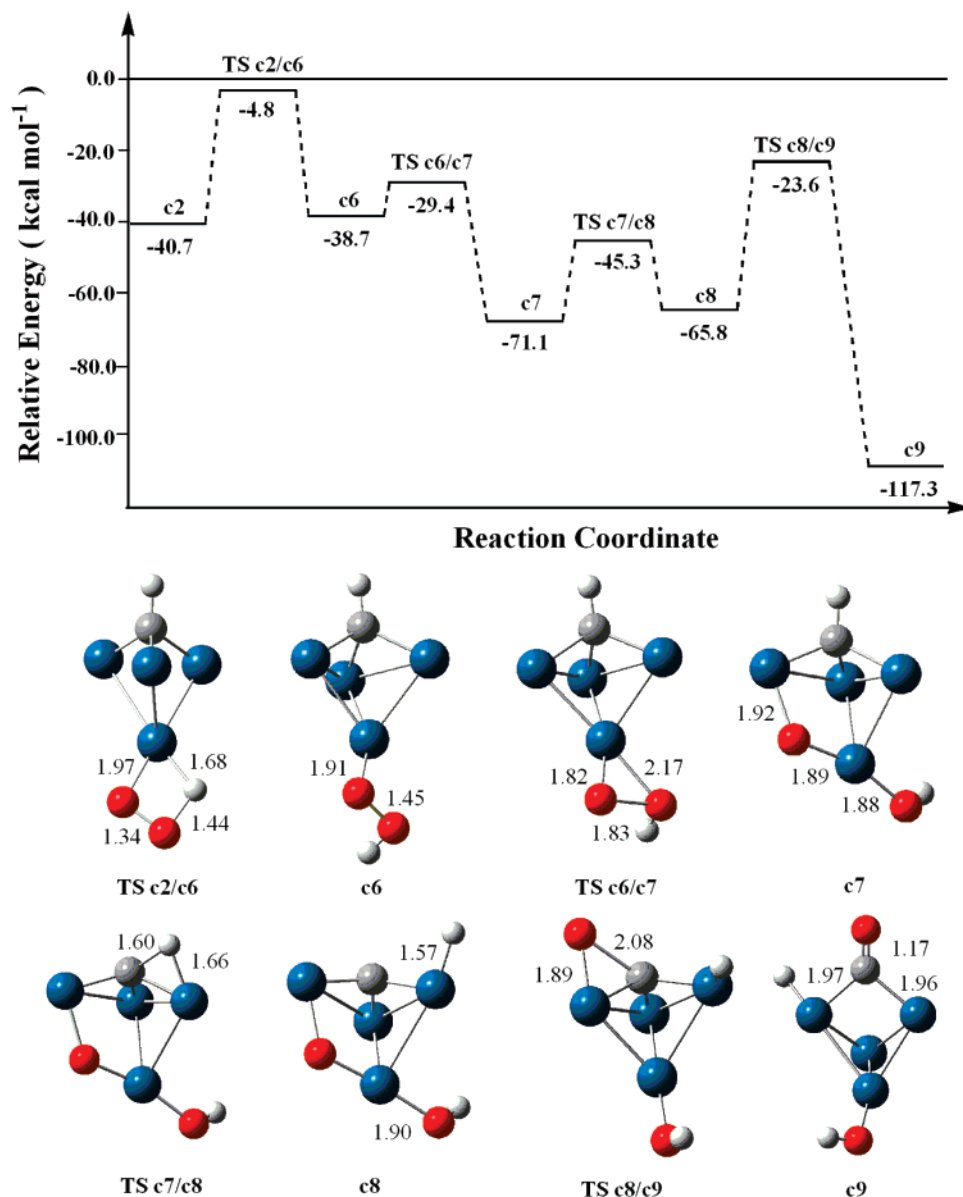 TS c2/c6
0.0
-4.8
-20.0
TS c6/c7
TS c8/c9
-29.4
-23.6
c2
c6
TS c7/c8
-40.0
-40.7
-38.7
-45.3
-60.0
c7
c8
-71.1
-65.8
-80.0
-100.0
c9
-117.3
Relative Energy ( kcal mol⁻¹ )
Reaction Coordinate
1.97
1.68
1.34
1.44
1.91
1.45
1.82
2.17
1.83
1.92
1.89
1.88
TS c2/c6
c6
TS c6/c7
c7
1.60
1.66
1.57
1.90
2.08
1.89
1.17
1.97
1.96
TS c7/c8
c8
TS c8/c9
c9